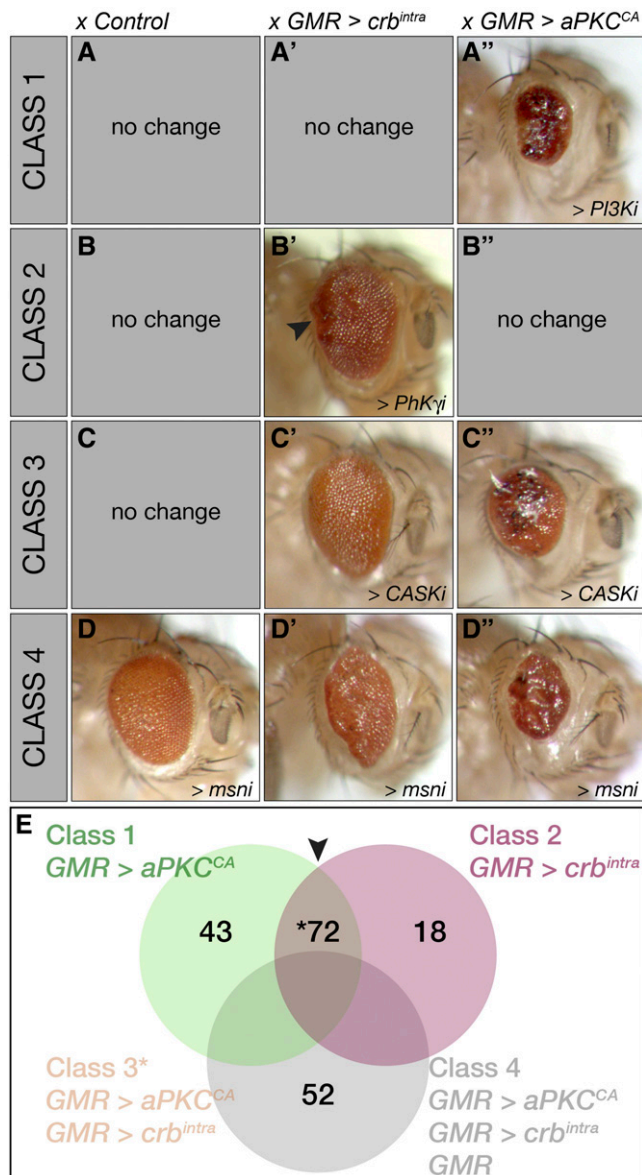 x Control x GMR > crb^intra x GMR > aPKC^CA
CLASS 1
A
no change
A'
no change
A"
> PI3Ki
CLASS 2
B
no change
B'
> PhKγi
B"
no change
CLASS 3
C
no change
C'
> CASKi
C"
> CASKi
CLASS 4
D
> msni
D'
> msni
D"
> msni
E
Class 1
GMR > aPKC^CA
Class 2
GMR > crb^intra
43
*72
18
52
Class 3*
GMR > aPKC^CA
GMR > crb^intra
Class 4
GMR > aPKC^CA
GMR > crb^intra
GMR